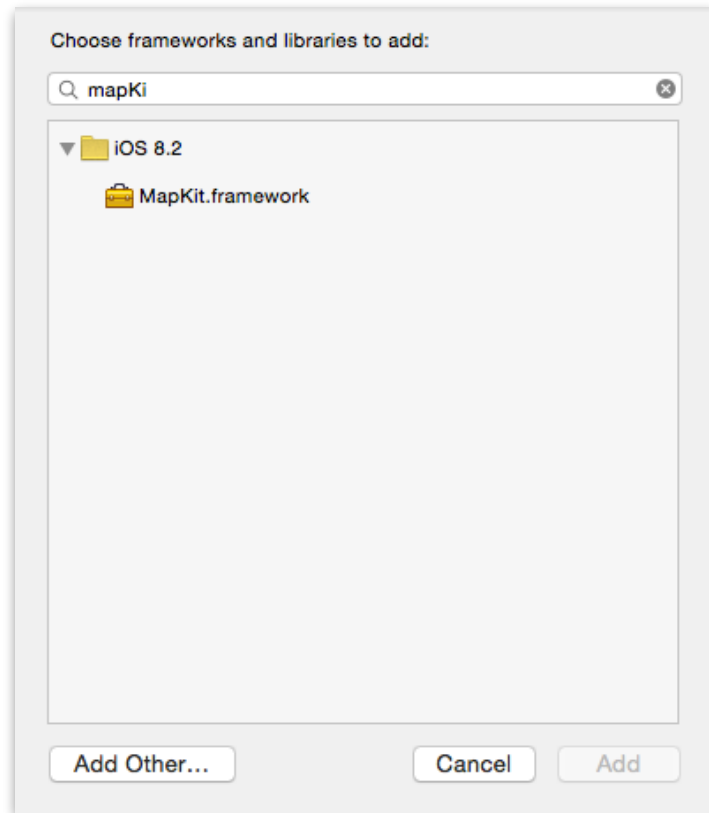 Choose frameworks and libraries to add:
mapKi
iOS 8.2
MapKit.framework
Add Other... Cancel Add